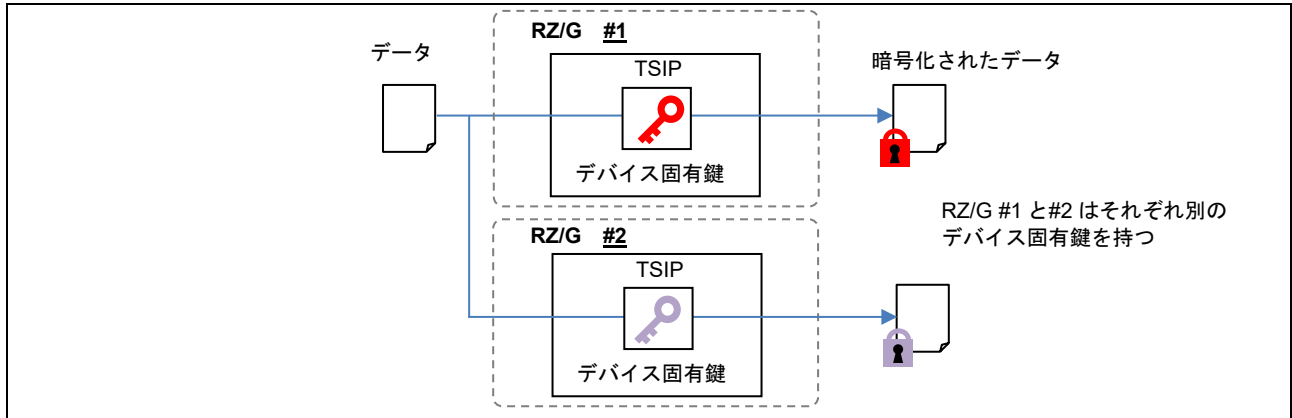 RZ/G #1
データ
TSIP
暗号化されたデータ
デバイス固有鍵
RZ/G #1 と#2 はそれぞれ別の
デバイス固有鍵を持つ
RZ/G #2
TSIP
デバイス固有鍵